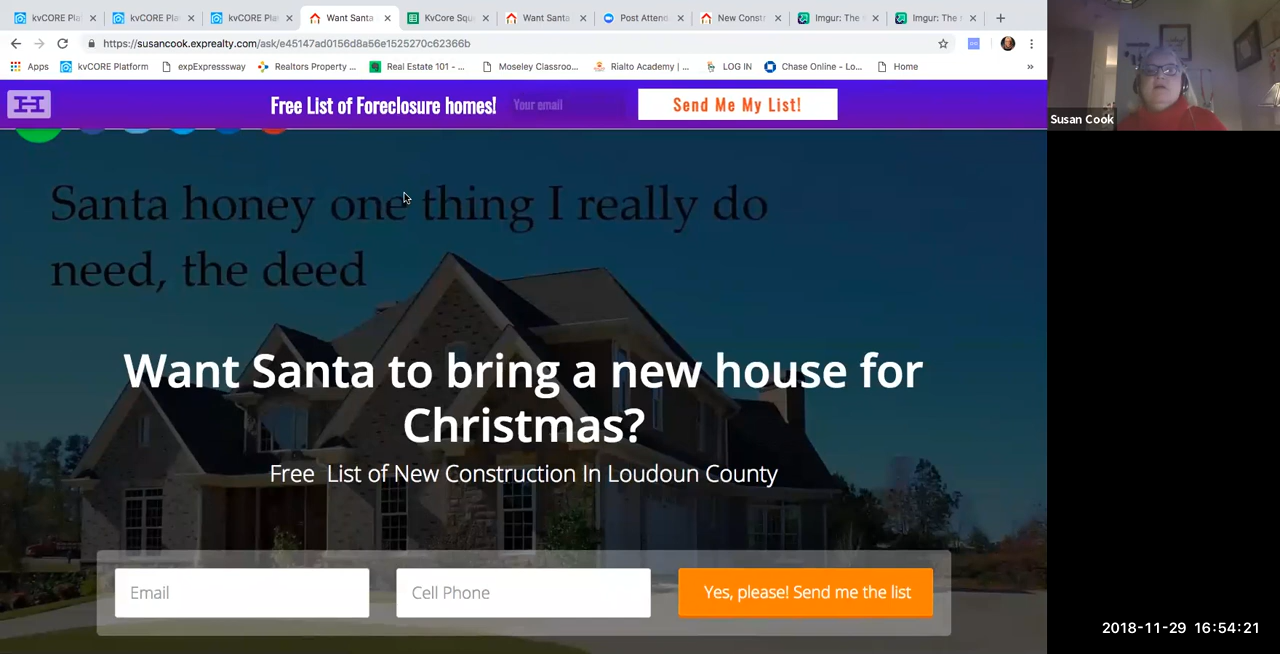 kvCORE Pla
kvCORE Pla
kvCORE Pla
Want Santa
KvCore Squ
Want Santa
Post Atten
New Constr
Imgur: The
Imgur: The
https://susancook.exprealty.com/ask/e45147ad0156d8a56e1525270c62366b
Apps
kvCORE Platform
expExpresssway
Realtors Property ...
Real Estate 101 - ...
Moseley Classroo...
Rialto Academy | ...
LOG IN
Chase Online - Lo...
Home
»
Free List of Foreclosure homes!
Your email
Send Me My List!
Susan Cook
Santa honey one thing I really do
need, the deed
Want Santa to bring a new house for
Christmas?
Free List of New Construction In Loudoun County
Email
Cell Phone
Yes, please! Send me the list
2018-11-29 16:54:21